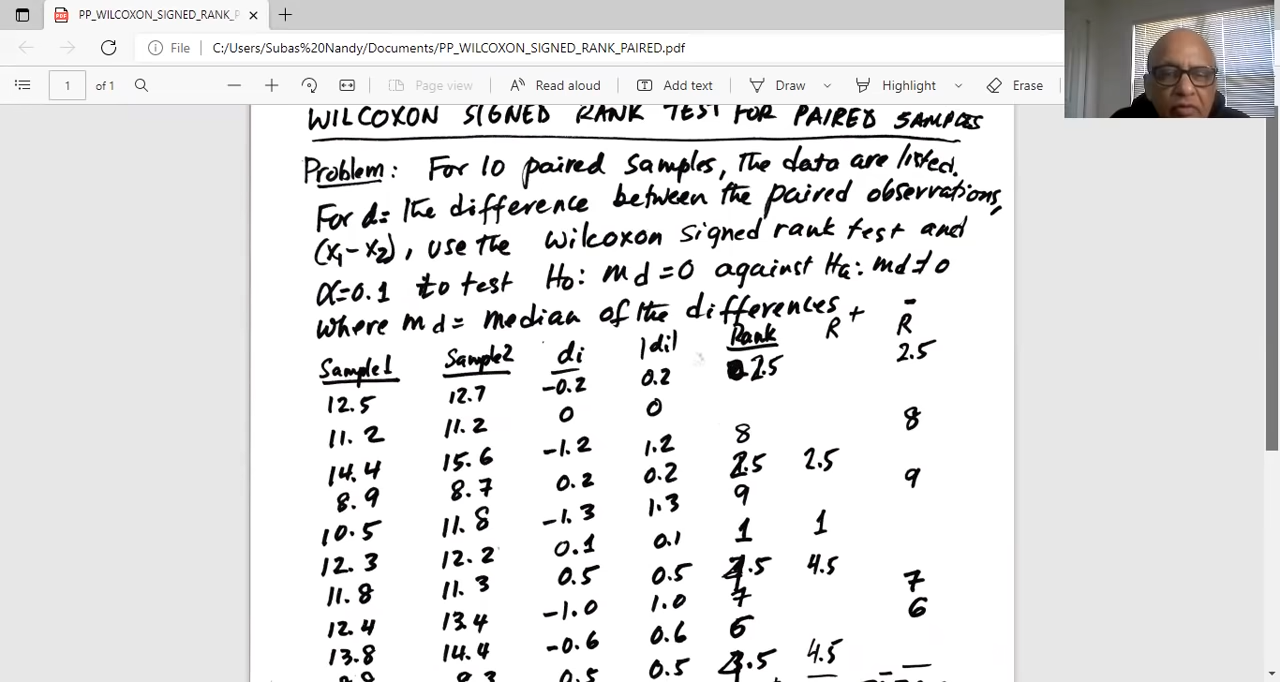 PP_WILCOXON_SIGNED_RANK_P
File C:/Users/Subas%20Nandy/Documents/PP_WILCOXON_SIGNED_RANK_PAIRED.pdf
1 of 1 Page view Read aloud Add text Draw Highlight Erase
WILCOXON SIGNED RANK TEST FOR PAIRED SAMPLES
Problem: For 10 paired samples, the data are listed.
For d= the difference between the paired observations,
(x1-x2), use the Wilcoxon signed rank test and
α=0.1 to test Ho: md=0 against Ha: md≠0
where md= median of the differences
Sample1 Sample2 di |di| Rank R+ R-
12.5 12.7 -0.2 0.2 2.5 2.5
11.2 11.2 0 0
14.4 15.6 -1.2 1.2 8 8
8.9 8.7 0.2 0.2 2.5 2.5
10.5 11.8 -1.3 1.3 9 9
12.3 12.2 0.1 0.1 1 1
11.8 11.3 0.5 0.5 4.5 4.5
12.4 13.4 -1.0 1.0 7 7
13.8 14.4 -0.6 0.6 6 6
0.5 0.5 4.5